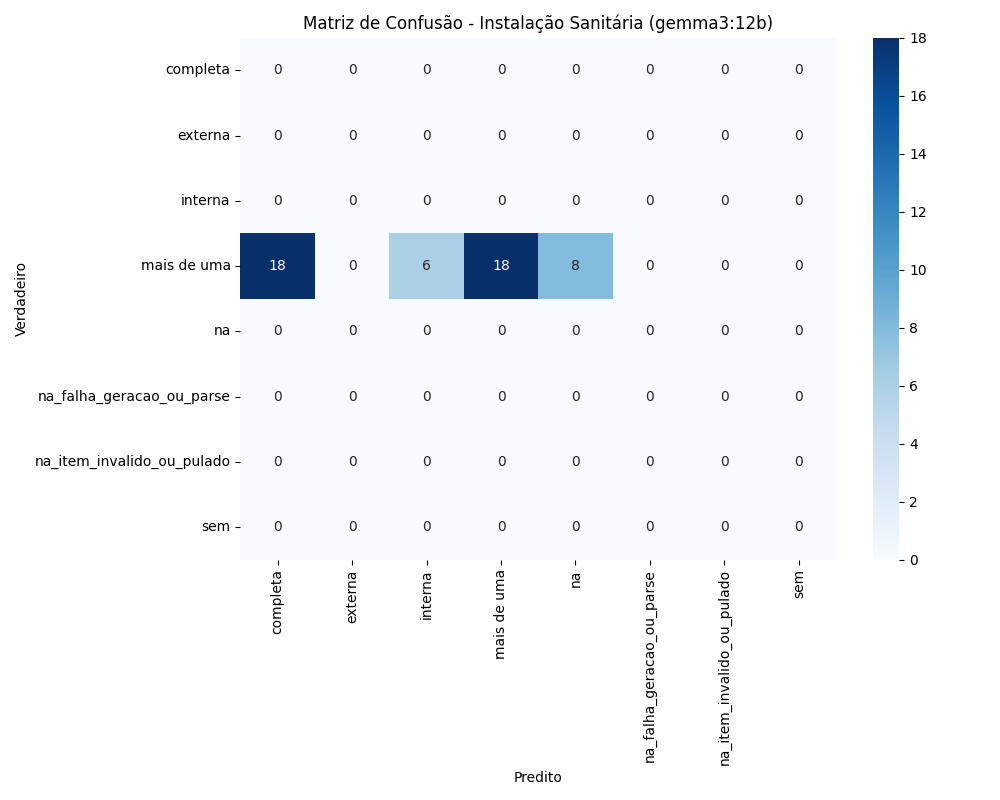 Matriz de Confusão - Instalação Sanitária (gemma3:12b)
completa 0 0 0 0 0 0 0 0
externa 0 0 0 0 0 0 0 0
interna 0 0 0 0 0 0 0 0
mais de uma 18 0 6 18 8 0 0 0
na 0 0 0 0 0 0 0 0
na_falha_geracao_ou_parse 0 0 0 0 0 0 0 0
na_item_invalido_ou_pulado 0 0 0 0 0 0 0 0
sem 0 0 0 0 0 0 0 0
Verdadeiro
completa
externa
interna
mais de uma
na
na_falha_geracao_ou_parse
na_item_invalido_ou_pulado
sem
Predito
18
16
14
12
10
8
6
4
2
0